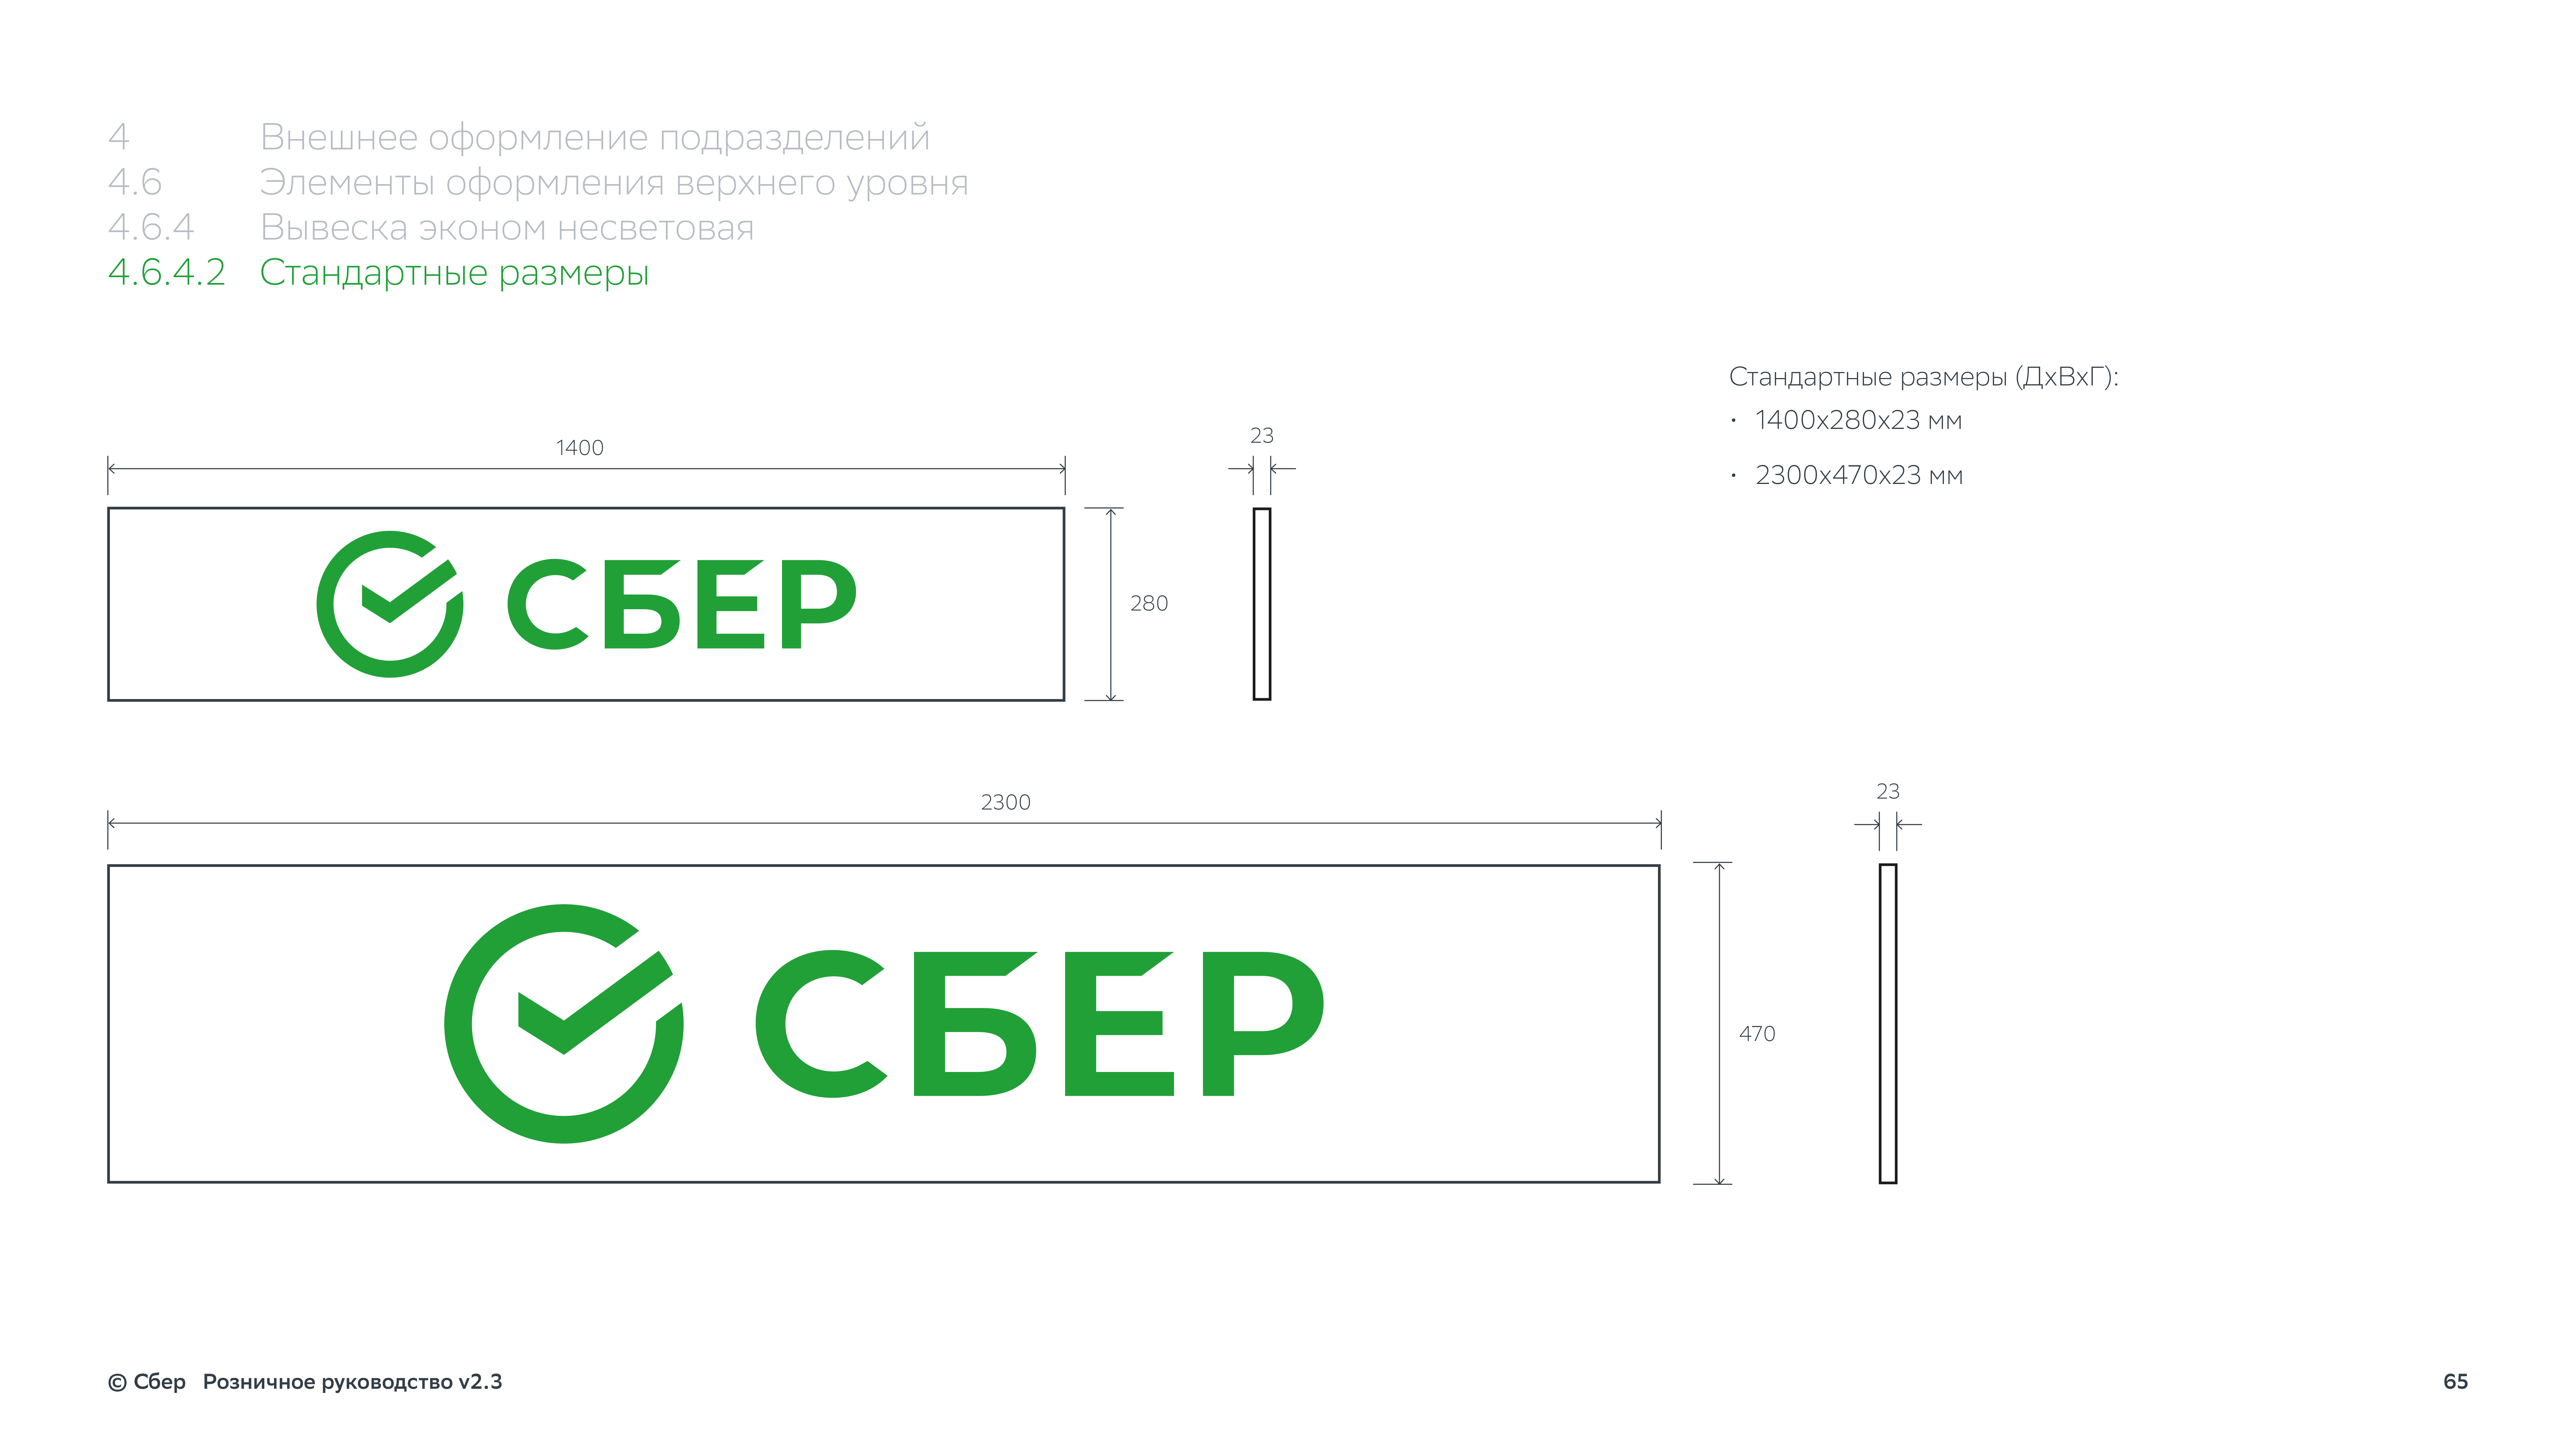 4 Внешнее оформление подразделений
4.6 Элементы оформления верхнего уровня
4.6.4 Вывеска эконом несветовая
4.6.4.2 Стандартные размеры
Стандартные размеры (ДхВхГ):
• 1400х280х23 мм
• 2300х470х23 мм
1400
23
СБЕР
280
2300
23
СБЕР
470
© Сбер Розничное руководство v2.3
65